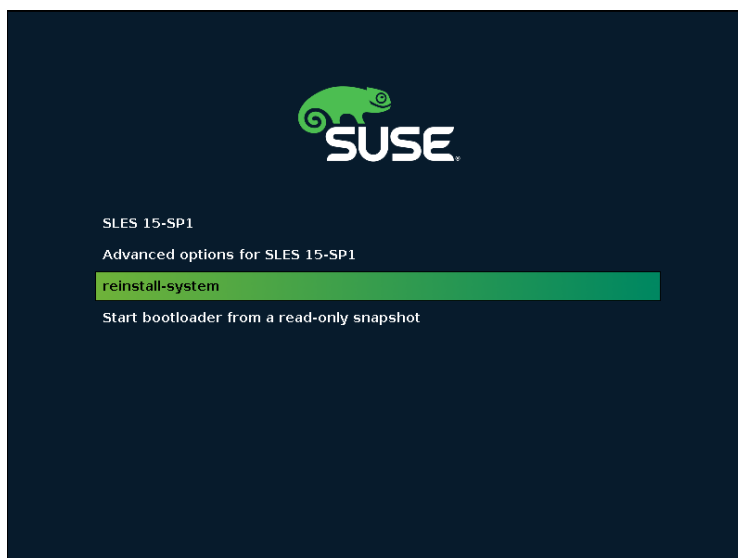 SUSE
SLES 15-SP1
Advanced options for SLES 15-SP1
reinstall-system
Start bootloader from a read-only snapshot